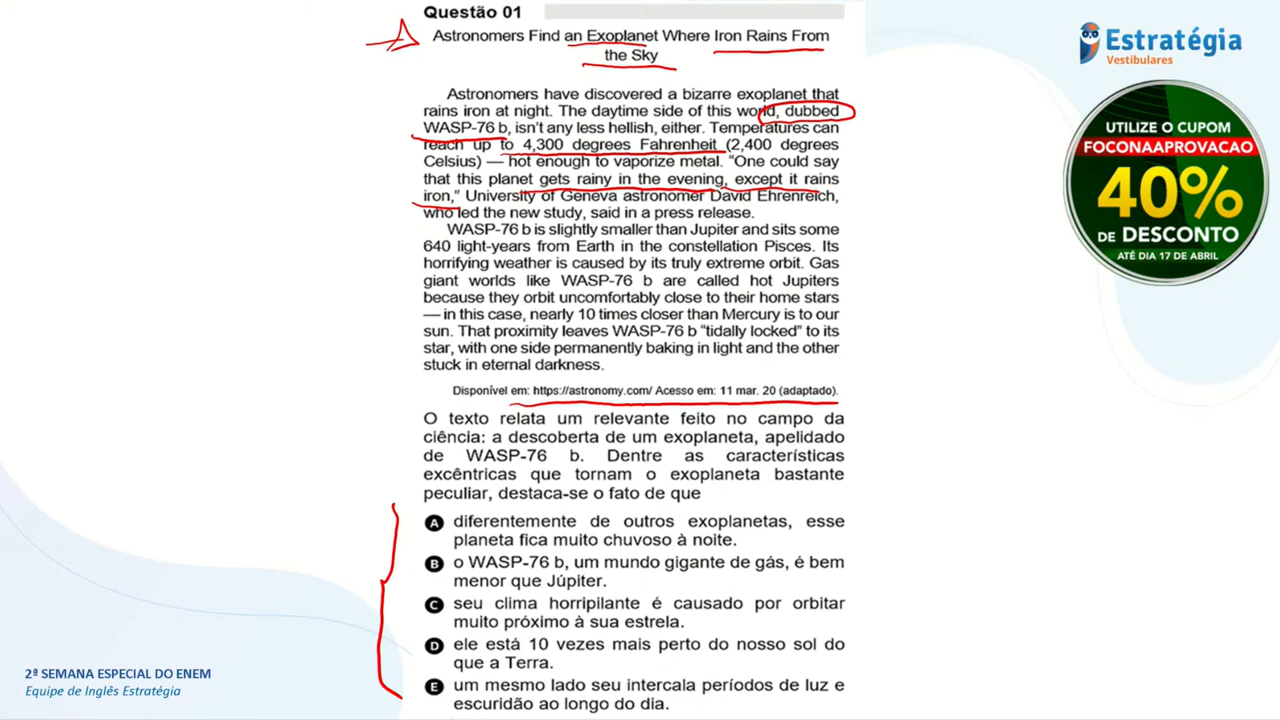 Questão 01
Astronomers Find an Exoplanet Where Iron Rains From
the Sky
Astronomers have discovered a bizarre exoplanet that
rains iron at night. The daytime side of this world, dubbed
WASP-76 b, isn't any less hellish, either. Temperatures can
reach up to 4,300 degrees Fahrenheit (2,400 degrees
Celsius) — hot enough to vaporize metal. “One could say
that this planet gets rainy in the evening, except it rains
iron,” University of Geneva astronomer David Ehrenreich,
who led the new study, said in a press release.
WASP-76 b is slightly smaller than Jupiter and sits some
640 light-years from Earth in the constellation Pisces. Its
horrifying weather is caused by its truly extreme orbit. Gas
giant worlds like WASP-76 b are called hot Jupiters
because they orbit uncomfortably close to their home stars
— in this case, nearly 10 times closer than Mercury is to our
sun. That proximity leaves WASP-76 b “tidally locked” to its
star, with one side permanently baking in light and the other
stuck in eternal darkness.
Disponível em: https://astronomy.com/ Acesso em: 11 mar. 20 (adaptado).
O texto relata um relevante feito no campo da
ciência: a descoberta de um exoplaneta, apelidado
de WASP-76 b. Dentre as características
excêntricas que tornam o exoplaneta bastante
peculiar, destaca-se o fato de que
A diferentemente de outros exoplanetas, esse
planeta fica muito chuvoso à noite.
B o WASP-76 b, um mundo gigante de gás, é bem
menor que Júpiter.
C seu clima horripilante é causado por orbitar
muito próximo à sua estrela.
D ele está 10 vezes mais perto do nosso sol do
que a Terra.
E um mesmo lado seu intercala períodos de luz e
escuridão ao longo do dia.
Estratégia
Vestibulares
UTILIZE O CUPOM
FOCONAAPROVACAO
40%
DE DESCONTO
ATÉ DIA 17 DE ABRIL
2ª SEMANA ESPECIAL DO ENEM
Equipe de Inglês Estratégia